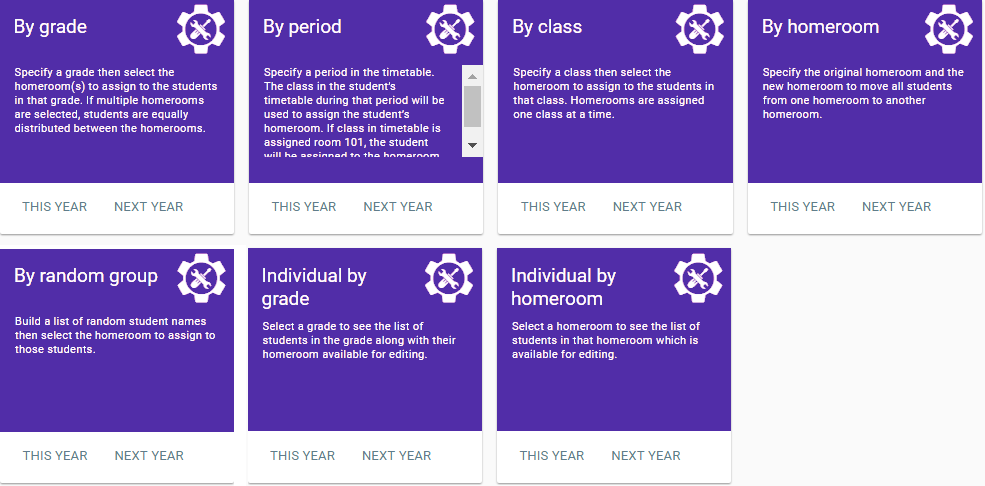 By grade
Specify a grade then select the
homeroom(s) to assign to the students
in that grade. If multiple homerooms
are selected, students are equally
distributed between the homerooms.
THIS YEAR NEXT YEAR
By period
Specify a period in the timetable.
The class in the student's
timetable during that period will be
used to assign the student's
homeroom. If class in timetable is
assigned room 101, the student
will be assigned to the homeroom
THIS YEAR NEXT YEAR
By class
Specify a class then select the
homeroom to assign to the students in
that class. Homerooms are assigned
one class at a time.
THIS YEAR NEXT YEAR
By homeroom
Specify the original homeroom and the
new homeroom to move all students
from one homeroom to another
homeroom.
THIS YEAR NEXT YEAR
By random group
Build a list of random student names
then select the homeroom to assign to
those students.
THIS YEAR NEXT YEAR
Individual by
grade
Select a grade to see the list of
students in the grade along with their
homeroom available for editing.
THIS YEAR NEXT YEAR
Individual by
homeroom
Select a homeroom to see the list of
students in that homeroom which is
available for editing.
THIS YEAR NEXT YEAR